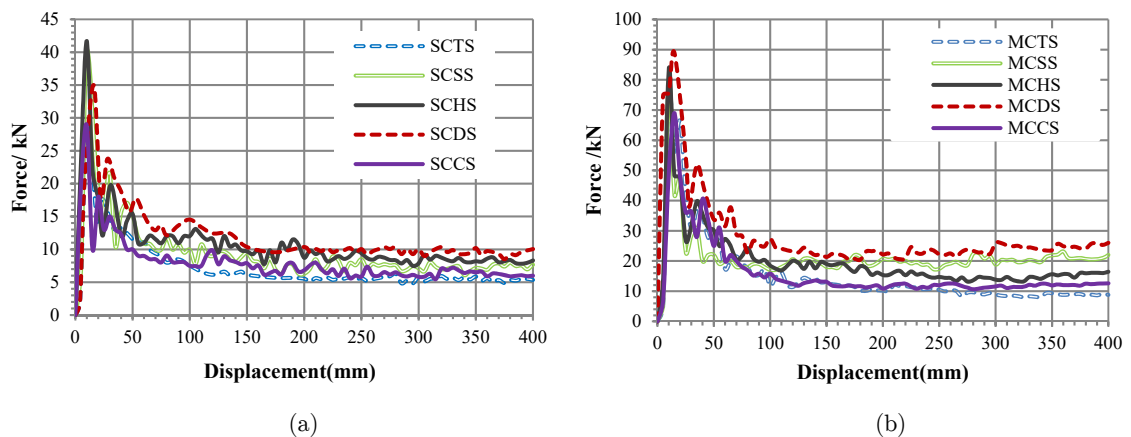 45
40
35
30
25
20
15
10
5
0
Force/ kN
0 50 100 150 200 250 300 350 400
Displacement(mm)
SCTS
SCSS
SCHS
SCDS
SCCS
(a)
100
90
80
70
60
50
40
30
20
10
0
Force /kN
0 50 100 150 200 250 300 350 400
Displacement(mm)
MCTS
MCSS
MCHS
MCDS
MCCS
(b)